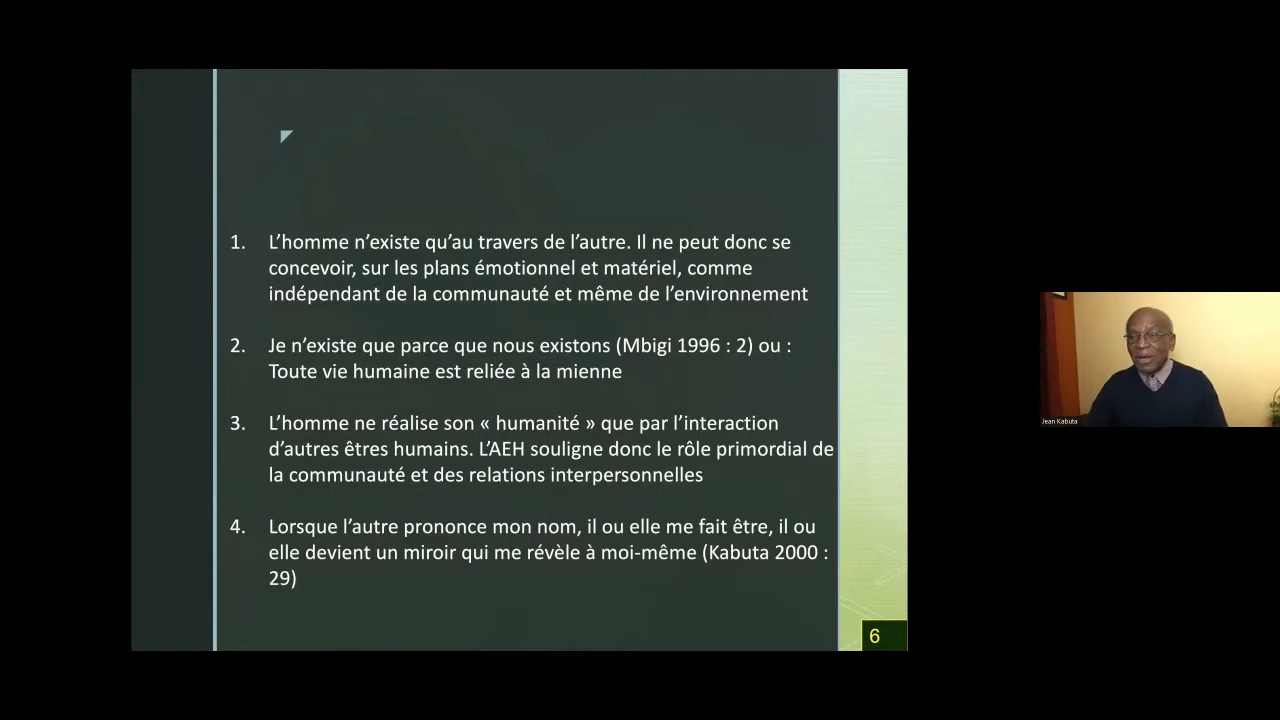 1. L’homme n’existe qu’au travers de l’autre. Il ne peut donc se
concevoir, sur les plans émotionnel et matériel, comme
indépendant de la communauté et même de l’environnement
2. Je n’existe que parce que nous existons (Mbigi 1996 : 2) ou :
Toute vie humaine est reliée à la mienne
3. L’homme ne réalise son « humanité » que par l’interaction
d’autres êtres humains. L’AEH souligne donc le rôle primordial de
la communauté et des relations interpersonnelles
4. Lorsque l’autre prononce mon nom, il ou elle me fait être, il ou
elle devient un miroir qui me révèle à moi-même (Kabuta 2000 :
29)
6
Jean Kabuta